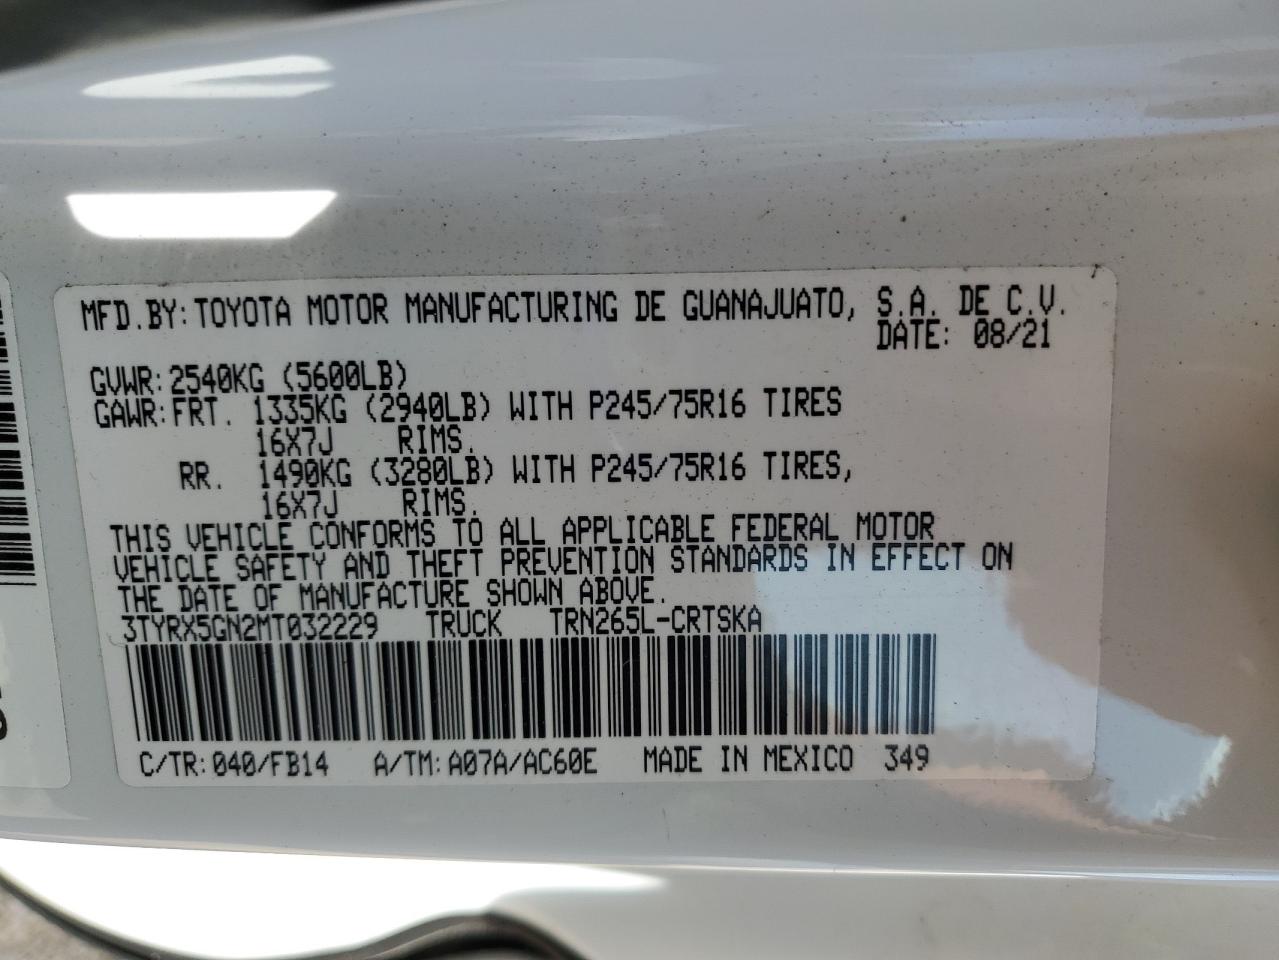 MFD.BY:TOYOTA MOTOR MANUFACTURING DE GUANAJUATO, S.A. DE C.V.
DATE: 08/21
GVWR:2540KG (5600LB)
GAWR:FRT. 1335KG (2940LB) WITH P245/75R16 TIRES
16X7J RIMS.
RR. 1490KG (3280LB) WITH P245/75R16 TIRES,
16X7J RIMS.
THIS VEHICLE CONFORMS TO ALL APPLICABLE FEDERAL MOTOR
VEHICLE SAFETY AND THEFT PREVENTION STANDARDS IN EFFECT ON
THE DATE OF MANUFACTURE SHOWN ABOVE.
3TYRX5GN2MT032229 TRUCK TRN265L-CRTSKA
C/TR:040/FB14 A/TM:A07A/AC60E MADE IN MEXICO 349